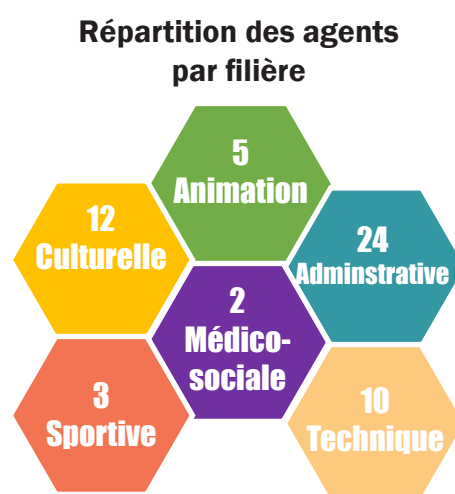 Répartition des agents
par filière
5
Animation
12
Culturelle
24
Adminstrative
2
Médico-
sociale
3
Sportive
10
Technique